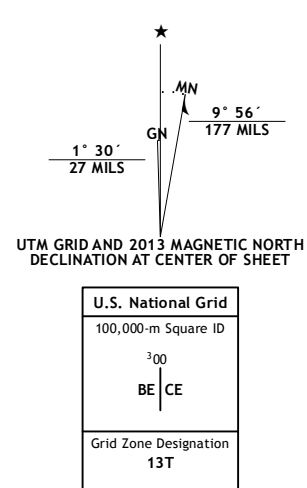 ★
MN
GN
9° 56´
177 MILS
1° 30´
27 MILS
UTM GRID AND 2013 MAGNETIC NORTH
DECLINATION AT CENTER OF SHEET
U.S. National Grid
100,000-m Square ID
³00
BE CE
Grid Zone Designation
13T